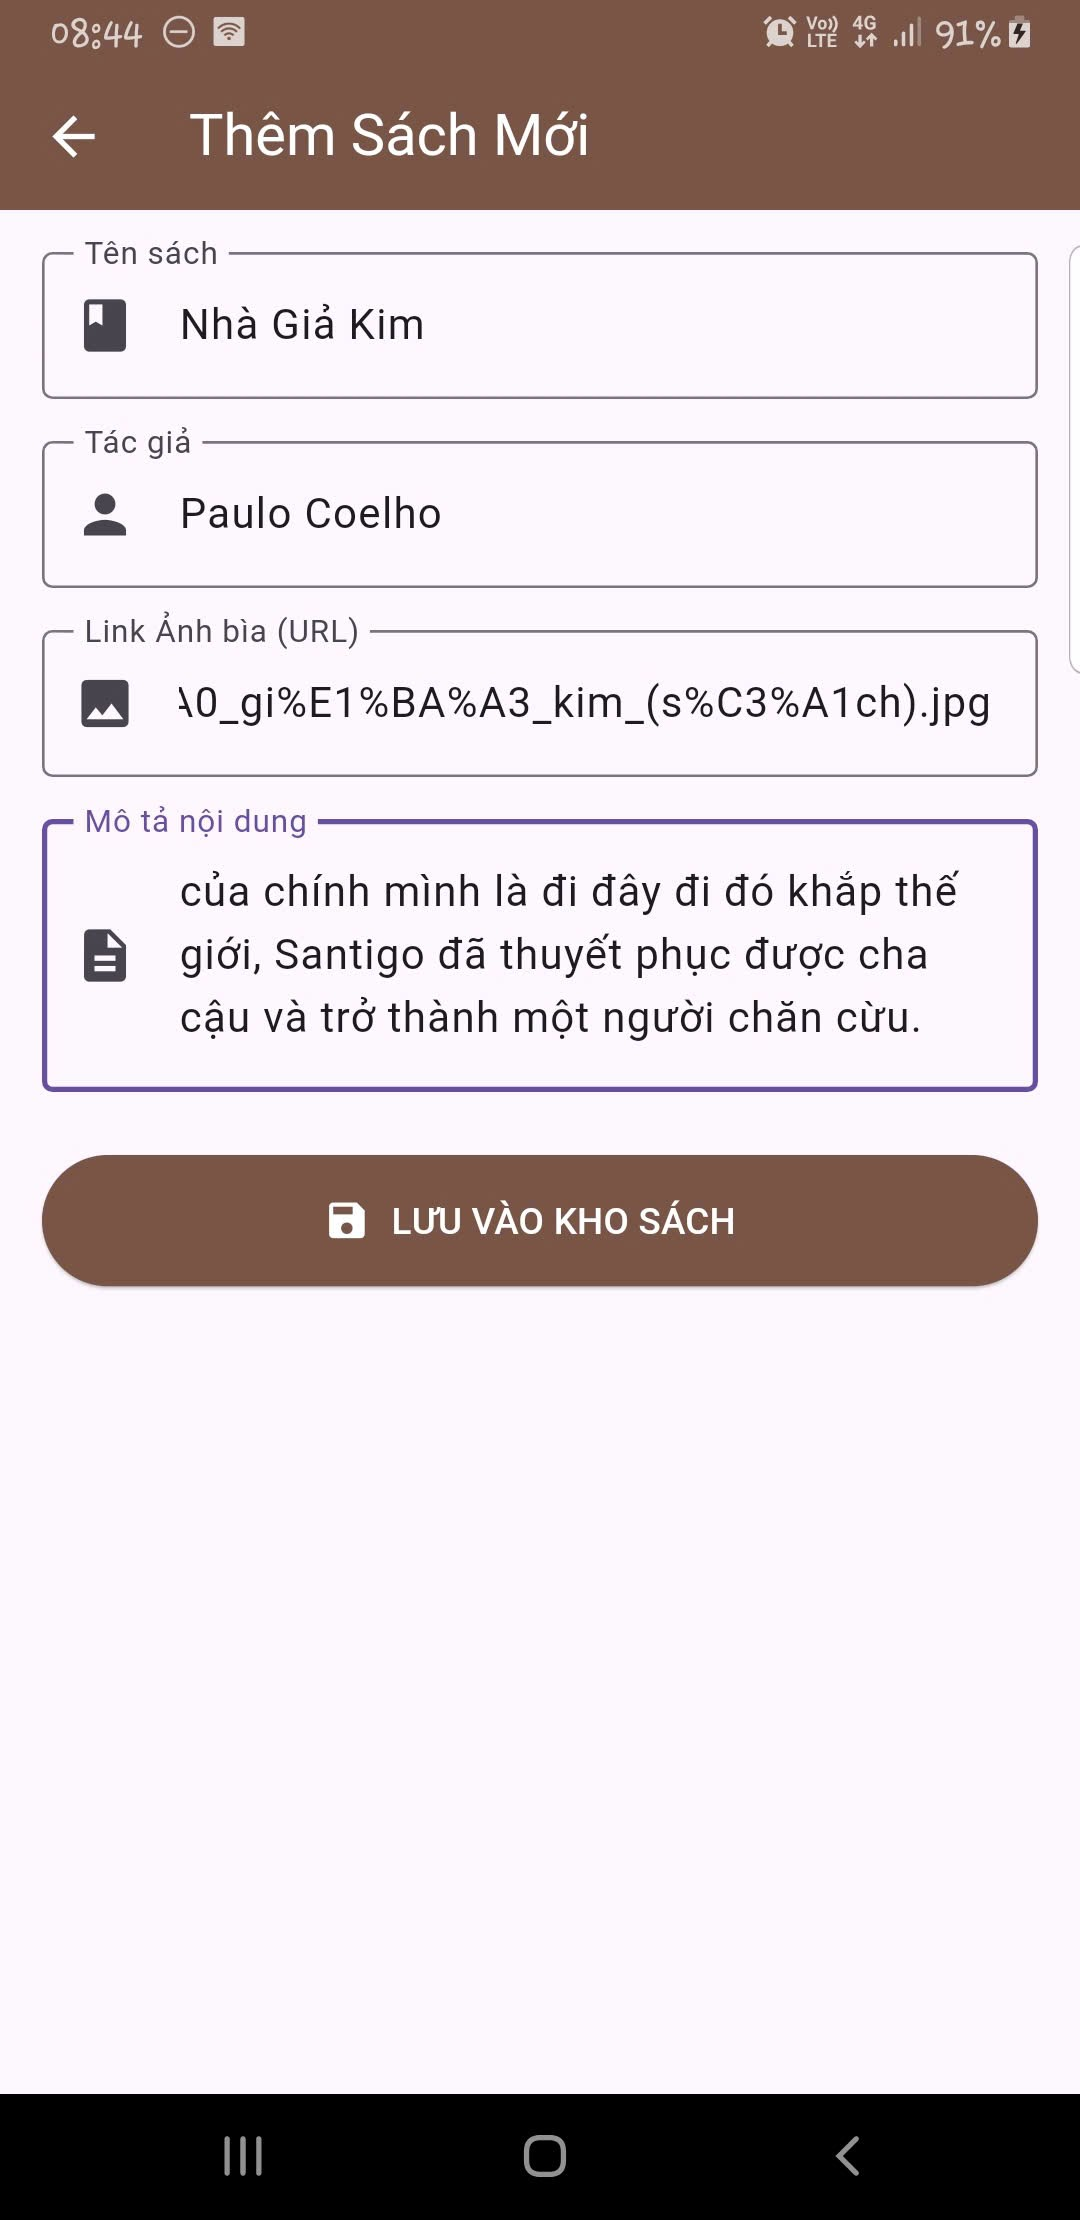 08:44 VoLTE 4G 91%
Thêm Sách Mới
Tên sách
Nhà Giả Kim
Tác giả
Paulo Coelho
Link Ảnh bìa (URL)
A0_gi%E1%BA%A3_kim_(s%C3%A1ch).jpg
Mô tả nội dung
của chính mình là đi đây đi đó khắp thế
giới, Santigo đã thuyết phục được cha
cậu và trở thành một người chăn cừu.
LƯU VÀO KHO SÁCH